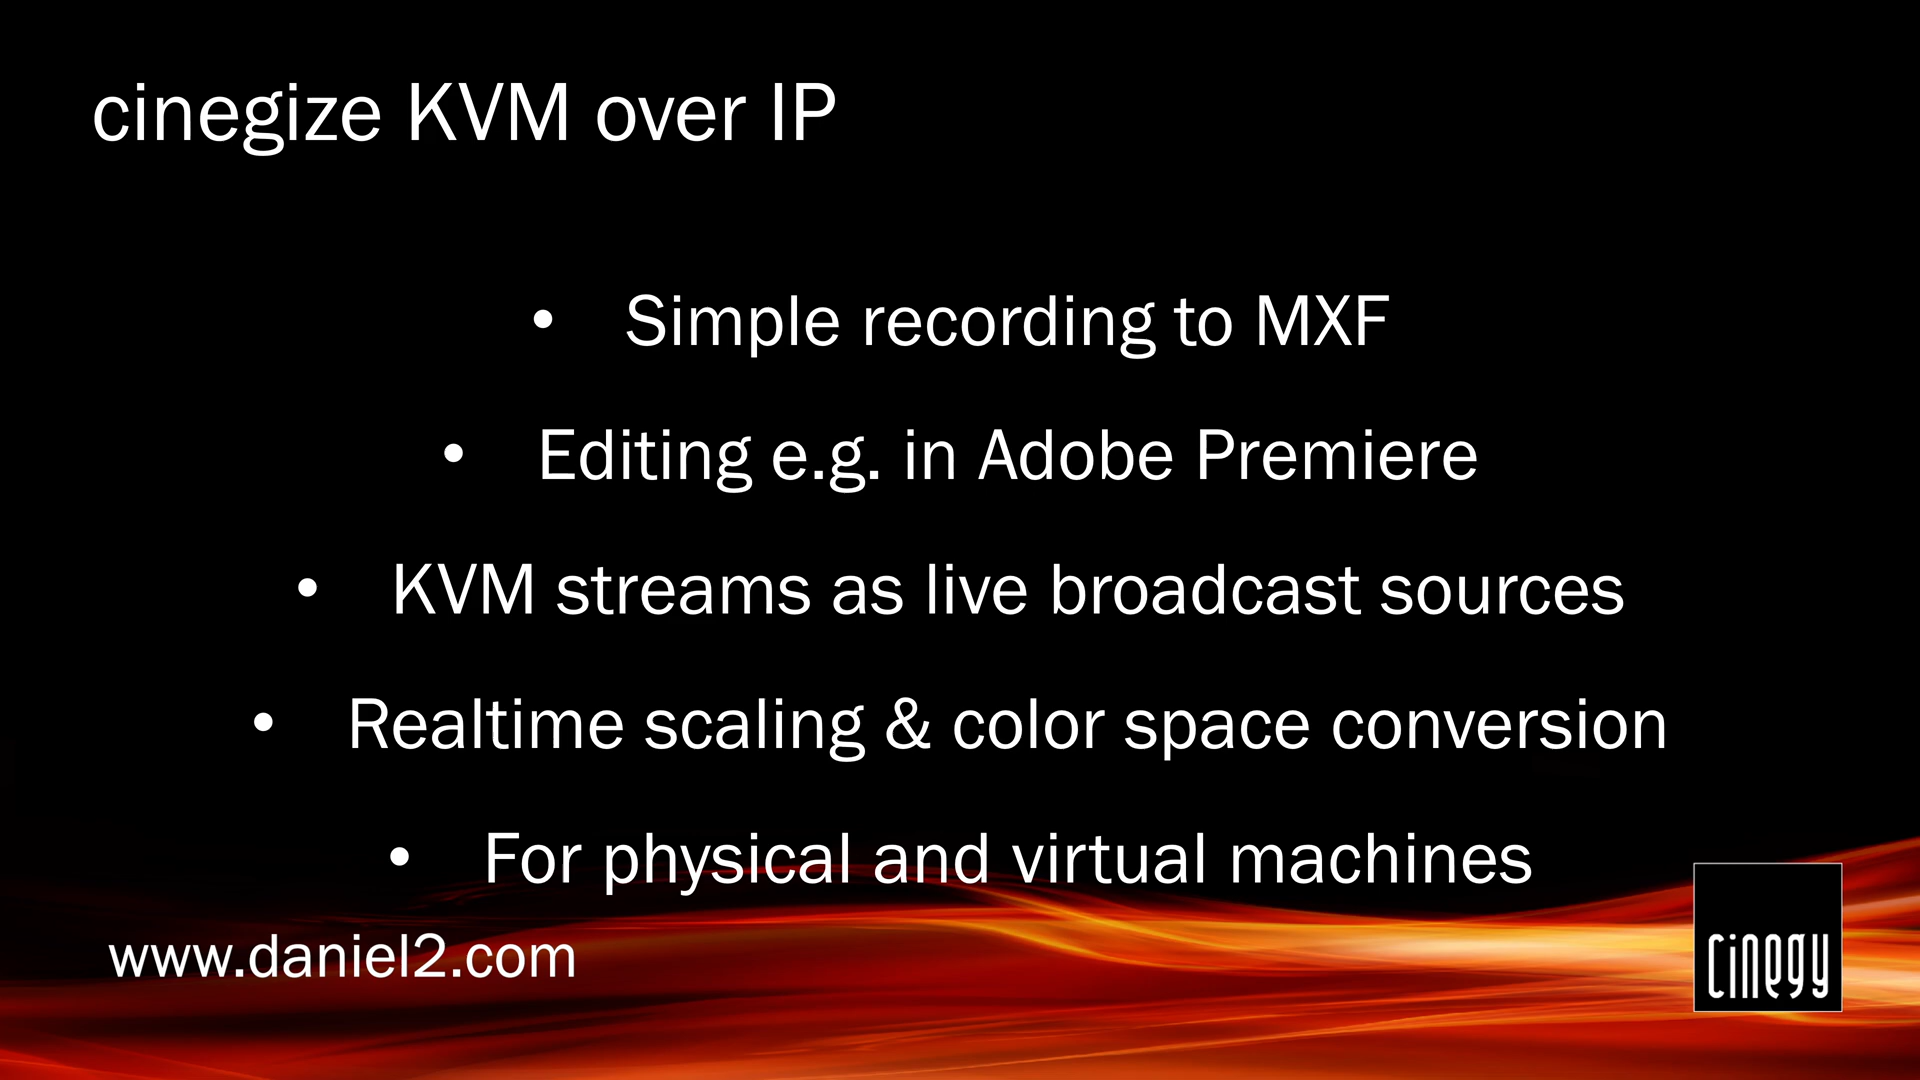 cinegize KVM over IP
• Simple recording to MXF
• Editing e.g. in Adobe Premiere
• KVM streams as live broadcast sources
• Realtime scaling & color space conversion
• For physical and virtual machines
www.daniel2.com
cinegy